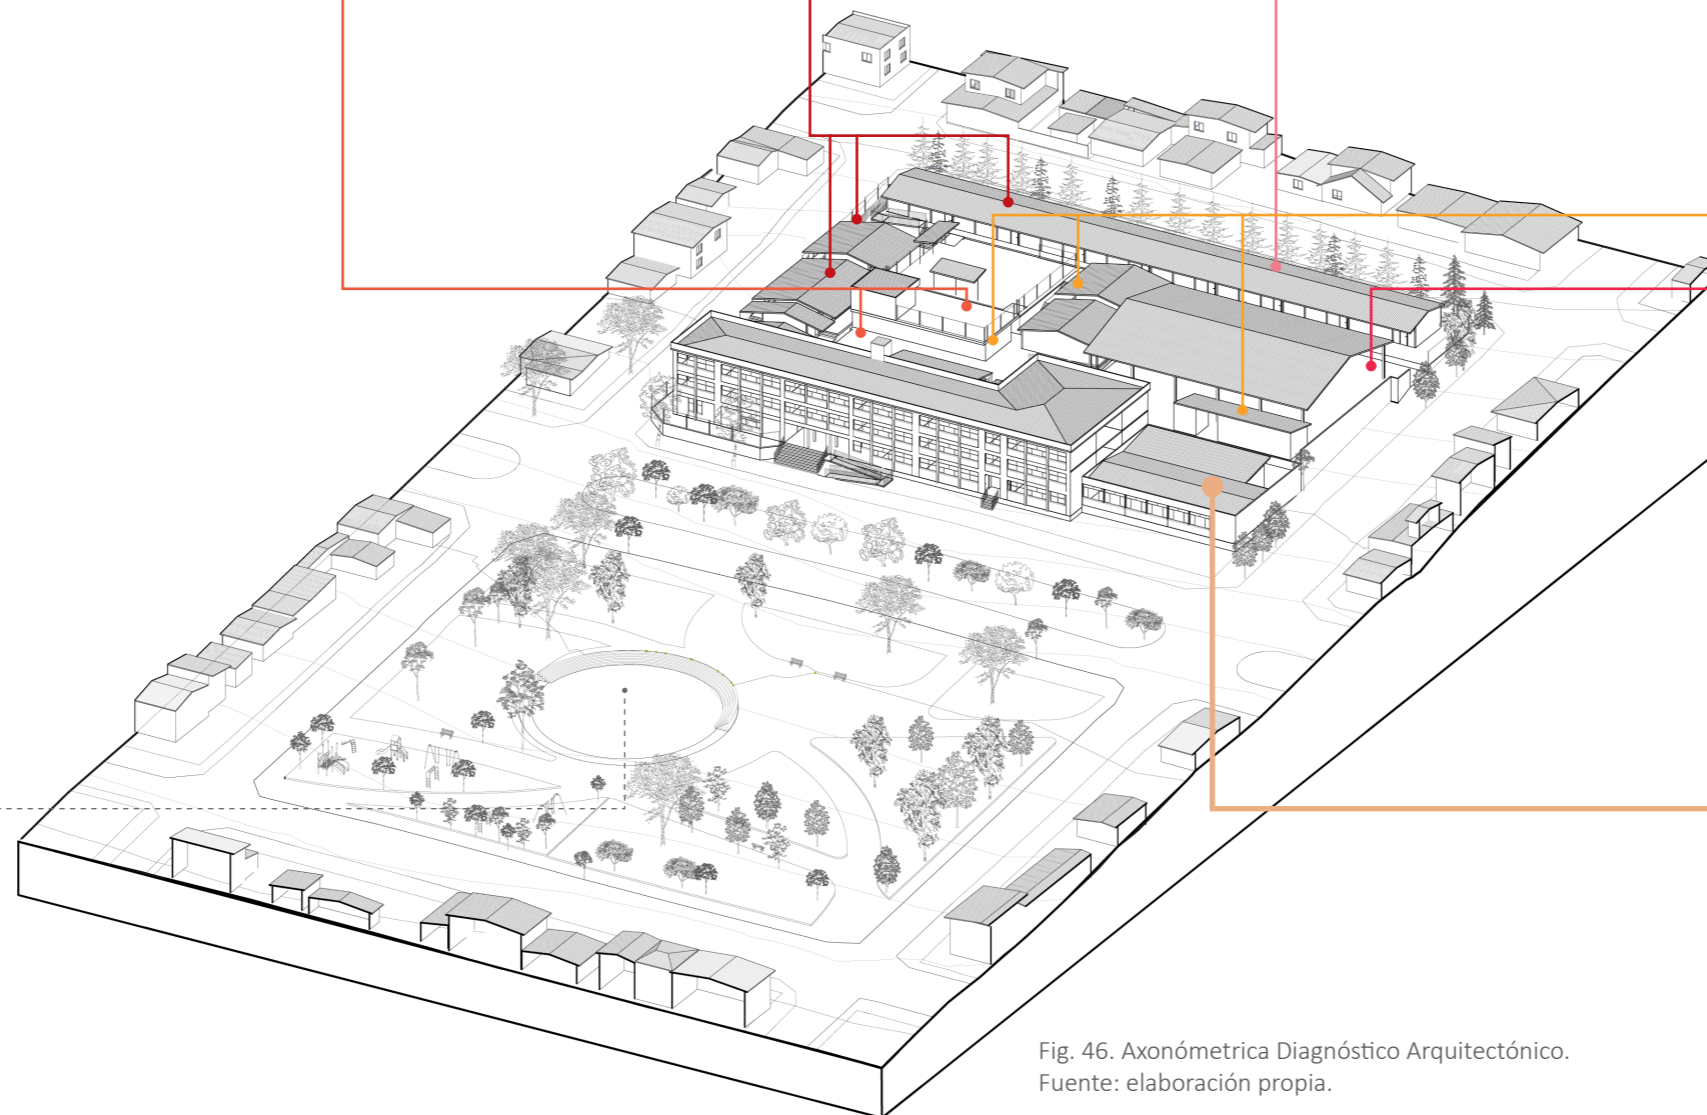 Fig. 46. Axonómetrica Diagnóstico Arquitectónico.
Fuente: elaboración propia.